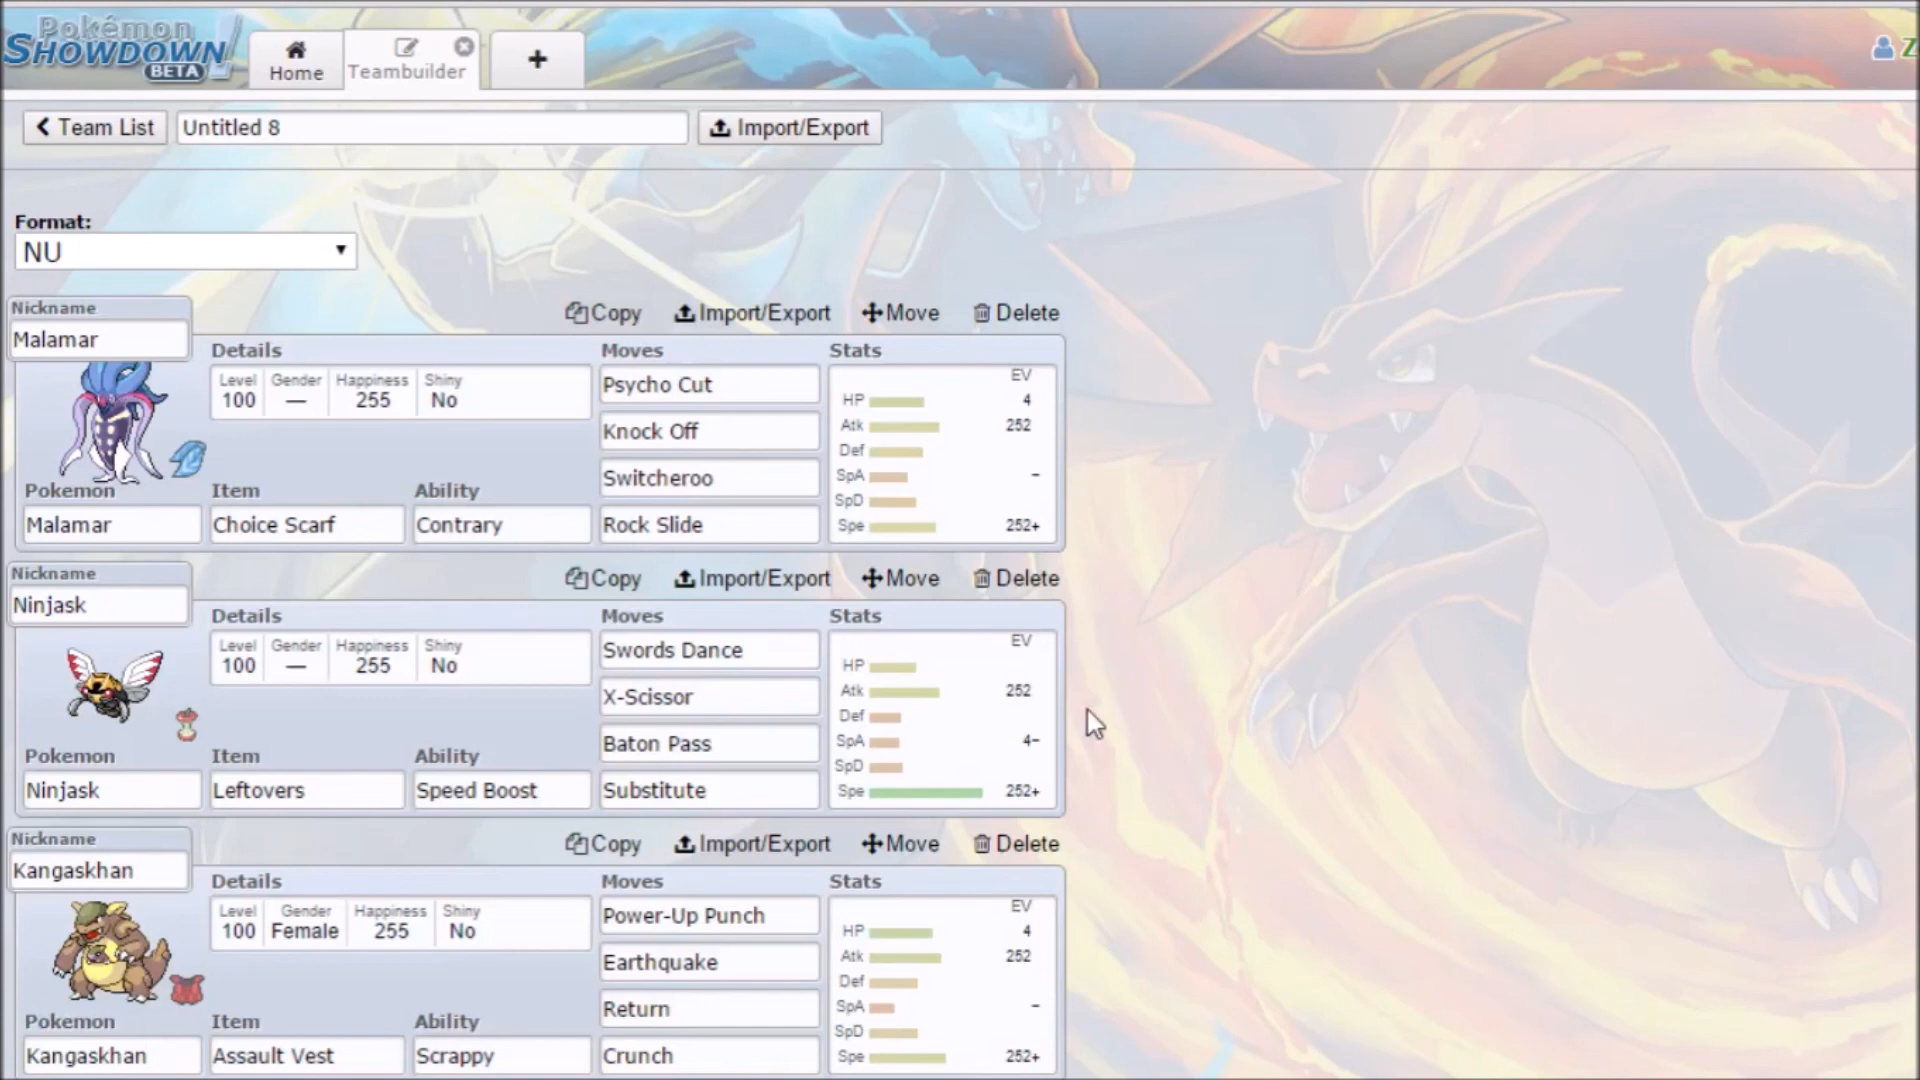 Pokémon
SHOWDOWN
BETA
Home
Teambuilder
+
Z
Team List
Untitled 8
Import/Export
Format:
NU
Nickname
Malamar
Copy
Import/Export
Move
Delete
Details
Moves
Stats
Level Gender Happiness Shiny
100 — 255 No
Psycho Cut
Knock Off
Switcheroo
Rock Slide
EV
HP 4
Atk 252
Def
SpA -
SpD
Spe 252+
Pokemon Item Ability
Malamar Choice Scarf Contrary
Nickname
Ninjask
Copy
Import/Export
Move
Delete
Details
Moves
Stats
Level Gender Happiness Shiny
100 — 255 No
Swords Dance
X-Scissor
Baton Pass
Substitute
EV
HP
Atk 252
Def
SpA 4-
SpD
Spe 252+
Pokemon Item Ability
Ninjask Leftovers Speed Boost
Nickname
Kangaskhan
Copy
Import/Export
Move
Delete
Details
Moves
Stats
Level Gender Happiness Shiny
100 Female 255 No
Power-Up Punch
Earthquake
Return
Crunch
EV
HP 4
Atk 252
Def
SpA -
SpD
Spe 252+
Pokemon Item Ability
Kangaskhan Assault Vest Scrappy